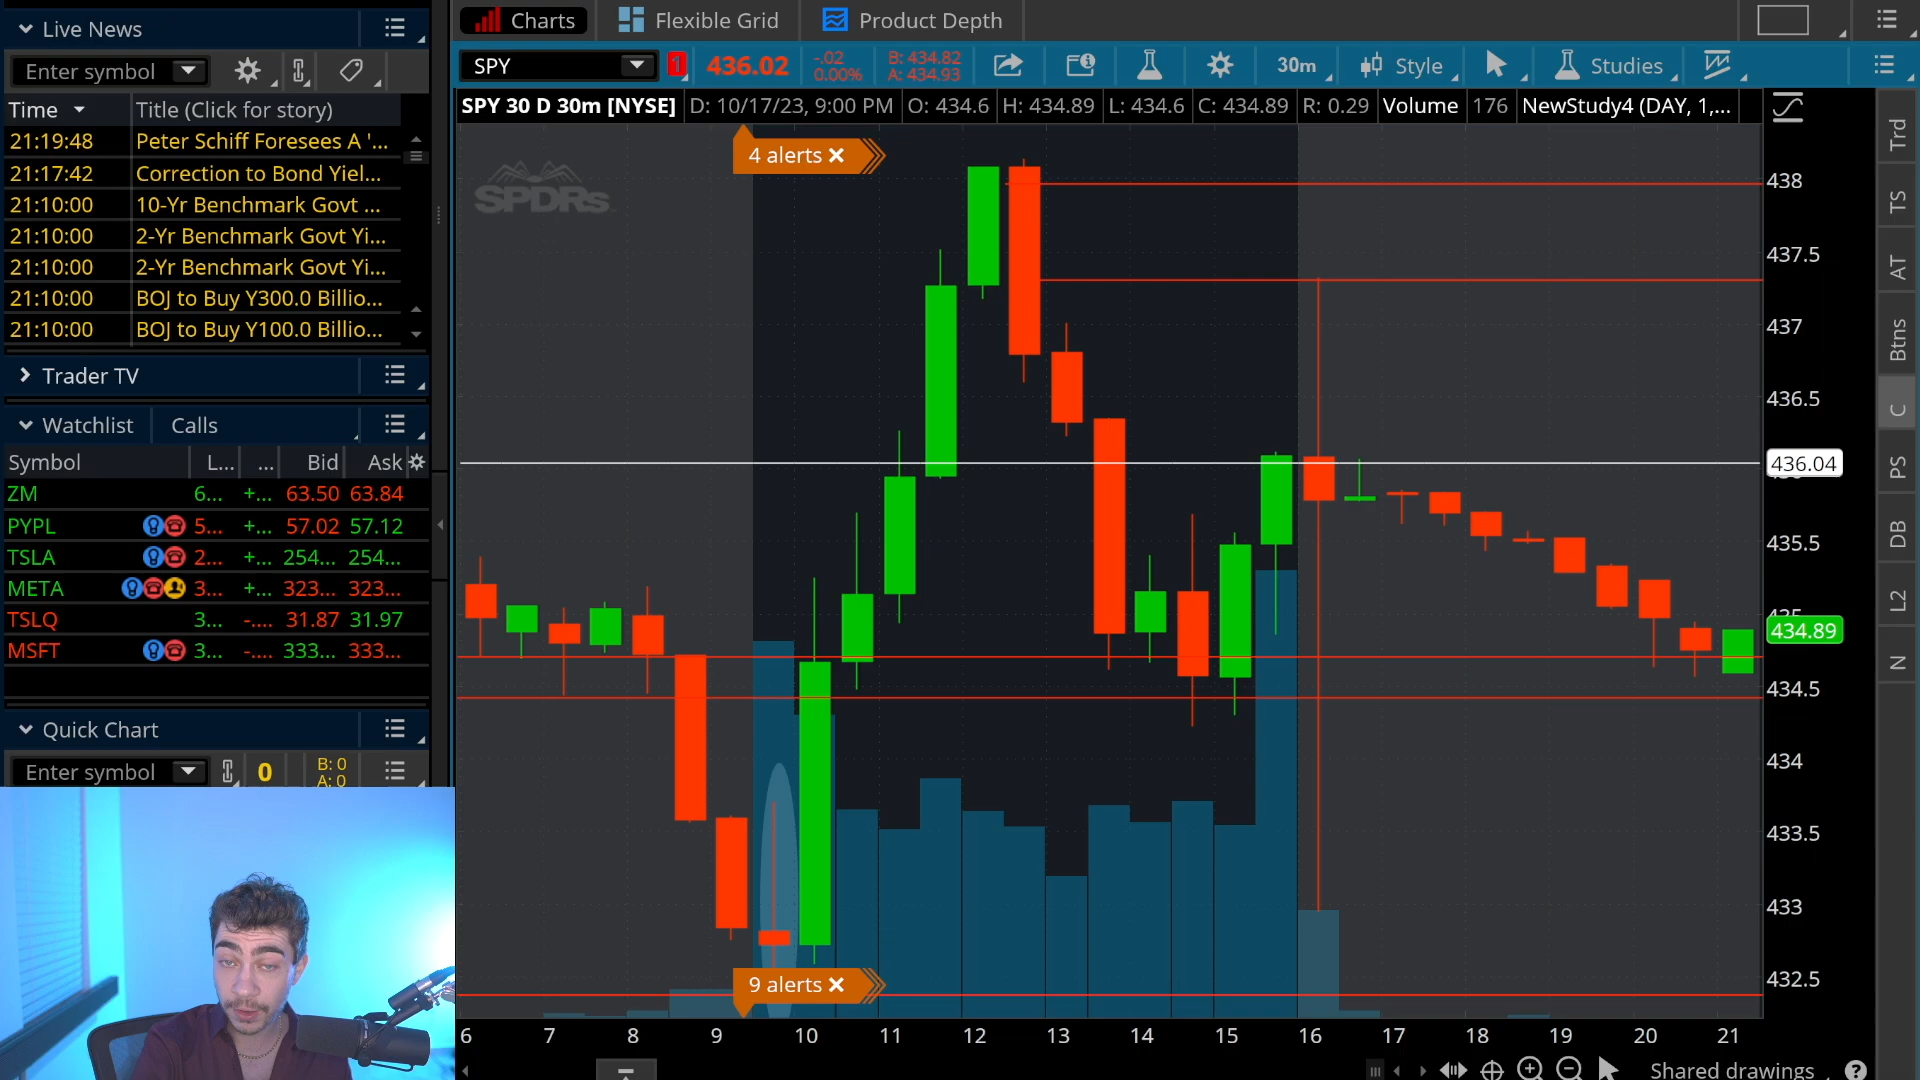 Live News
Charts
Flexible Grid
Product Depth
Enter symbol
SPY
1
436.02
-.02
0.00%
B: 434.82
A: 434.93
30m
Style
Studies
Time
Title (Click for story)
SPY 30 D 30m [NYSE]
D: 10/17/23, 9:00 PM
O: 434.6
H: 434.89
L: 434.6
C: 434.89
R: 0.29
Volume
176
NewStudy4 (DAY, 1,...
21:19:48 Peter Schiff Foresees A '...
21:17:42 Correction to Bond Yiel...
21:10:00 10-Yr Benchmark Govt ...
21:10:00 2-Yr Benchmark Govt Yi...
21:10:00 2-Yr Benchmark Govt Yi...
21:10:00 BOJ to Buy Y300.0 Billio...
21:10:00 BOJ to Buy Y100.0 Billio...
Trader TV
Watchlist
Calls
Symbol L... ... Bid Ask
ZM 6... +... 63.50 63.84
PYPL 5... +... 57.02 57.12
TSLA 2... +... 254... 254...
META 3... +... 323... 323...
TSLQ 3... -.... 31.87 31.97
MSFT 3... -.... 333... 333...
Quick Chart
Enter symbol
0
B: 0
A: 0
4 alerts
SPDRs
9 alerts
438
437.5
437
436.5
436.04
435.5
435
434.89
434.5
434
433.5
433
432.5
6 7 8 9 10 11 12 13 14 15 16 17 18 19 20 21
Shared drawings
?
Trd
TS
AT
Btns
C
PS
DB
L2
N